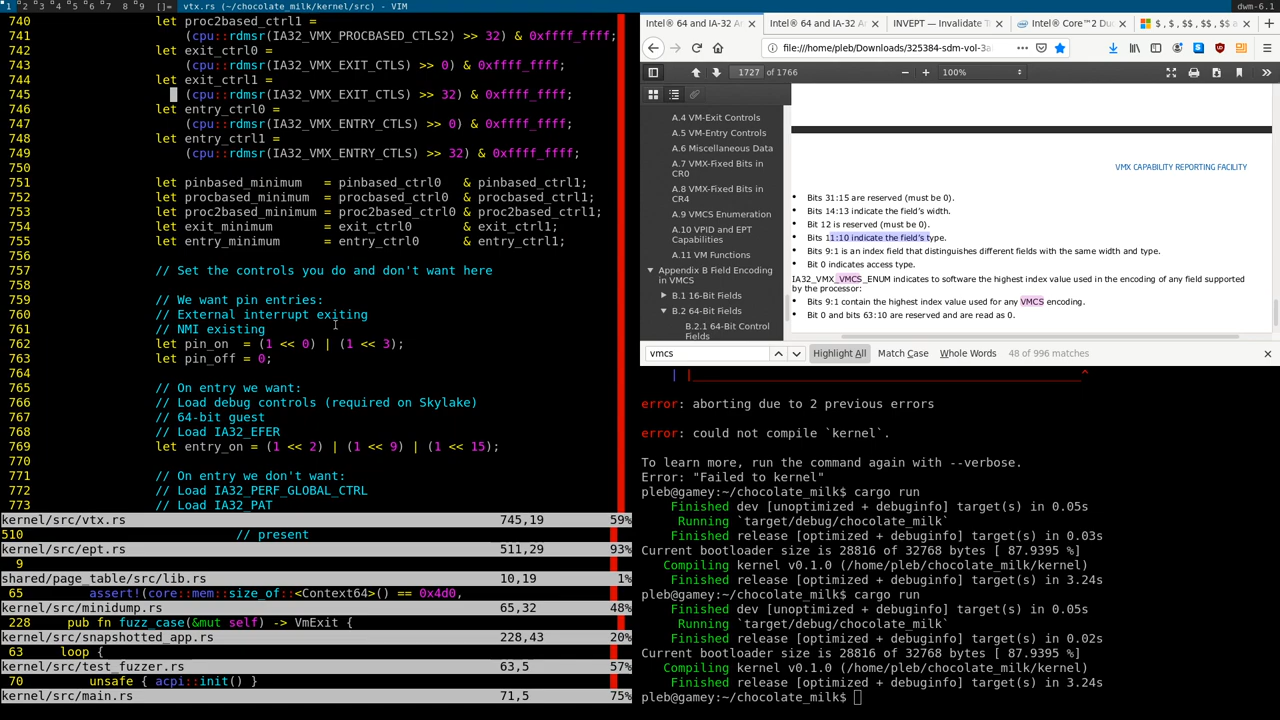 1 2 3 4 5 6 7 8 9 []= vtx.rs (~/chocolate_milk/kernel/src) - VIM dwm-6.1
740 let proc2based_ctrl1 =
741 (cpu::rdmsr(IA32_VMX_PROCBASED_CTLS2) >> 32) & 0xffff_ffff;
742 let exit_ctrl0 =
743 (cpu::rdmsr(IA32_VMX_EXIT_CTLS) >> 0) & 0xffff_ffff;
744 let exit_ctrl1 =
745 (cpu::rdmsr(IA32_VMX_EXIT_CTLS) >> 32) & 0xffff_ffff;
746 let entry_ctrl0 =
747 (cpu::rdmsr(IA32_VMX_ENTRY_CTLS) >> 0) & 0xffff_ffff;
748 let entry_ctrl1 =
749 (cpu::rdmsr(IA32_VMX_ENTRY_CTLS) >> 32) & 0xffff_ffff;
750
751 let pinbased_minimum = pinbased_ctrl0 & pinbased_ctrl1;
752 let procbased_minimum = procbased_ctrl0 & procbased_ctrl1;
753 let proc2based_minimum = proc2based_ctrl0 & proc2based_ctrl1;
754 let exit_minimum = exit_ctrl0 & exit_ctrl1;
755 let entry_minimum = entry_ctrl0 & entry_ctrl1;
756
757 // Set the controls you do and don't want here
758
759 // We want pin entries:
760 // External interrupt exiting
761 // NMI existing
762 let pin_on = (1 << 0) | (1 << 3);
763 let pin_off = 0;
764
765 // On entry we want:
766 // Load debug controls (required on Skylake)
767 // 64-bit guest
768 // Load IA32_EFER
769 let entry_on = (1 << 2) | (1 << 9) | (1 << 15);
770
771 // On entry we don't want:
772 // Load IA32_PERF_GLOBAL_CTRL
773 // Load IA32_PAT
kernel/src/vtx.rs 745,19 59%
510 // present
kernel/src/ept.rs 511,29 93%
9
shared/page_table/src/lib.rs 10,19 1%
65 assert!(core::mem::size_of::<Context64>() == 0x4d0,
kernel/src/minidump.rs 65,32 48%
228 pub fn fuzz_case(&mut self) -> VmExit {
kernel/src/snapshotted_app.rs 228,43 20%
63 loop {
kernel/src/test_fuzzer.rs 63,5 57%
70 unsafe { acpi::init() }
kernel/src/main.rs 71,5 75%
Intel® 64 and IA-32 A
Intel® 64 and IA-32 A
INVEPT — Invalidate T
Intel® Core™2 Du
$ , $ , $$ , $$ , $$ a
file:///home/pleb/Downloads/325384-sdm-vol-3a
1727 of 1766
100%
A.4 VM-Exit Controls
A.5 VM-Entry Controls
A.6 Miscellaneous Data
A.7 VMX-Fixed Bits in
CR0
A.8 VMX-Fixed Bits in
CR4
A.9 VMCS Enumeration
A.10 VPID and EPT
Capabilities
A.11 VM Functions
Appendix B Field Encoding
in VMCS
B.1 16-Bit Fields
B.2 64-Bit Fields
B.2.1 64-Bit Control
Fields
VMX CAPABILITY REPORTING FACILITY
• Bits 31:15 are reserved (must be 0).
• Bits 14:13 indicate the field's width.
• Bit 12 is reserved (must be 0).
• Bits 11:10 indicate the field's type.
• Bits 9:1 is an index field that distinguishes different fields with the same width and type.
• Bit 0 indicates access type.
IA32_VMX_VMCS_ENUM indicates to software the highest index value used in the encoding of any field supported
by the processor:
• Bits 9:1 contain the highest index value used for any VMCS encoding.
• Bit 0 and bits 63:10 are reserved and are read as 0.
vmcs Highlight All Match Case Whole Words 48 of 996 matches
| |_____________________________________________________^
error: aborting due to 2 previous errors
error: could not compile `kernel`.
To learn more, run the command again with --verbose.
Error: "Failed to kernel"
pleb@gamey:~/chocolate_milk$ cargo run
Finished dev [unoptimized + debuginfo] target(s) in 0.05s
Running `target/debug/chocolate_milk`
Finished release [optimized + debuginfo] target(s) in 0.03s
Current bootloader size is 28816 of 32768 bytes [ 87.9395 %]
Compiling kernel v0.1.0 (/home/pleb/chocolate_milk/kernel)
Finished release [optimized + debuginfo] target(s) in 3.24s
pleb@gamey:~/chocolate_milk$ cargo run
Finished dev [unoptimized + debuginfo] target(s) in 0.05s
Running `target/debug/chocolate_milk`
Finished release [optimized + debuginfo] target(s) in 0.02s
Current bootloader size is 28816 of 32768 bytes [ 87.9395 %]
Compiling kernel v0.1.0 (/home/pleb/chocolate_milk/kernel)
Finished release [optimized + debuginfo] target(s) in 3.24s
pleb@gamey:~/chocolate_milk$